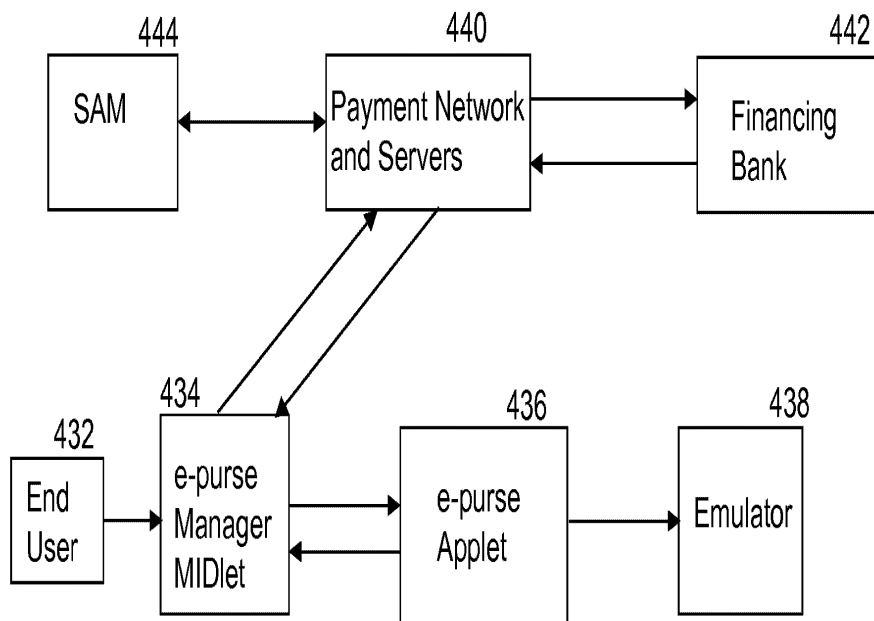 444
440
442
SAM
Payment Network
and Servers
Financing
Bank
434
436
438
432
End
User
e-purse
Manager
MIDlet
e-purse
Applet
Emulator